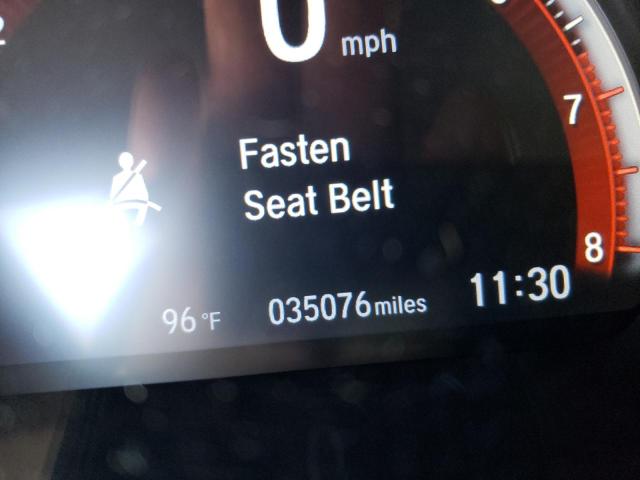 0 mph
7
Fasten
Seat Belt
8
96 °F 035076 miles 11:30